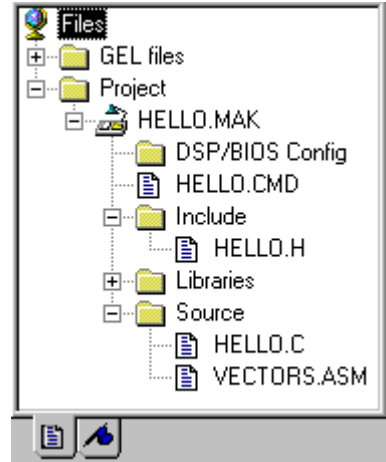 Files
GEL files
Project
HELLO.MAK
DSP/BIOS Config
HELLO.CMD
Include
HELLO.H
Libraries
Source
HELLO.C
VECTORS.ASM